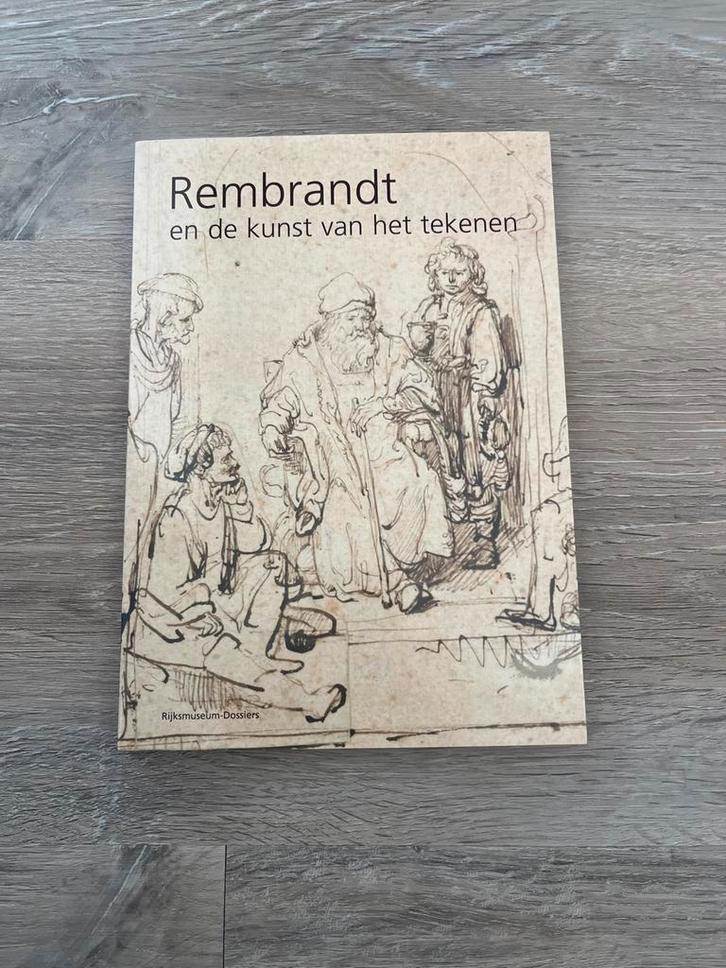 Rembrandt
en de kunst van het tekenen
Rijksmuseum-Dossiers